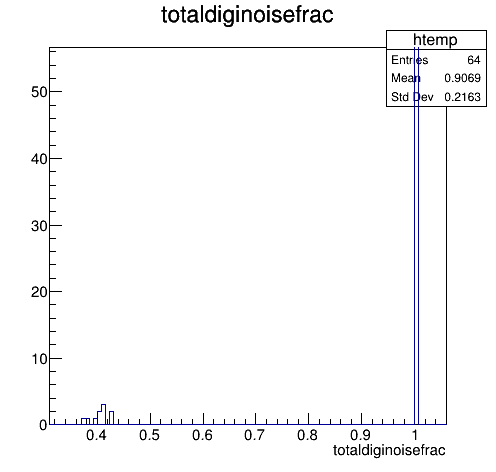 totaldiginoisefrac
htemp
Entries 64
Mean 0.9069
Std Dev 0.2163
50
40
30
20
10
0
0.4 0.5 0.6 0.7 0.8 0.9 1
totaldiginoisefrac